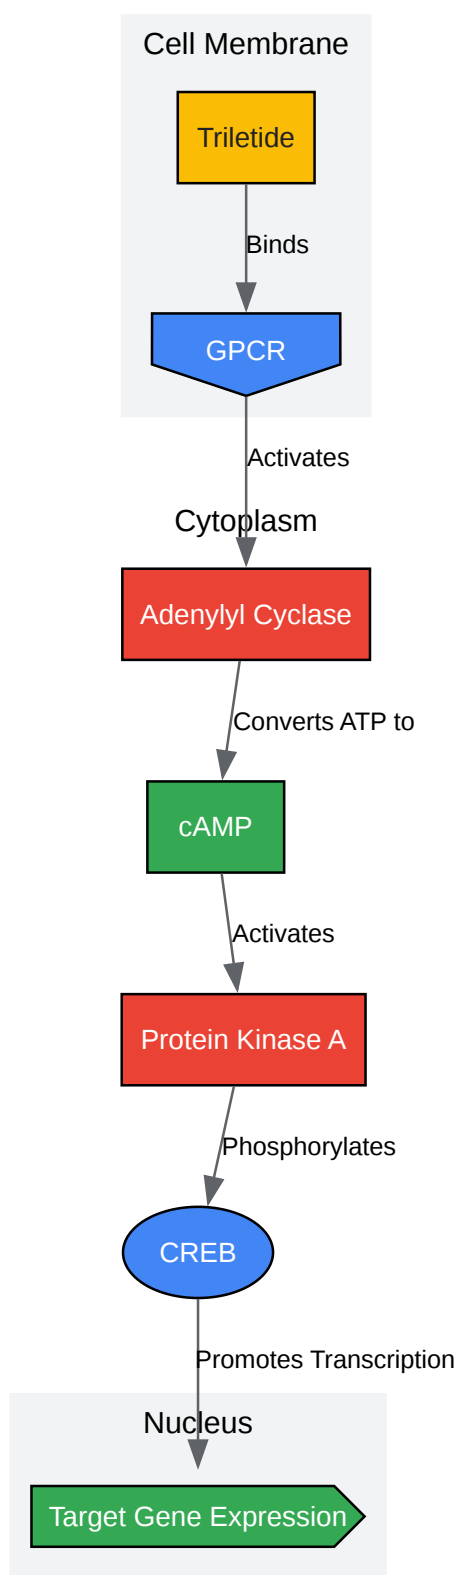 Cell Membrane
Triletide
Binds
GPCR
Activates
Cytoplasm
Adenylyl Cyclase
Converts ATP to
cAMP
Activates
Protein Kinase A
Phosphorylates
CREB
Promotes Transcription
Nucleus
Target Gene Expression